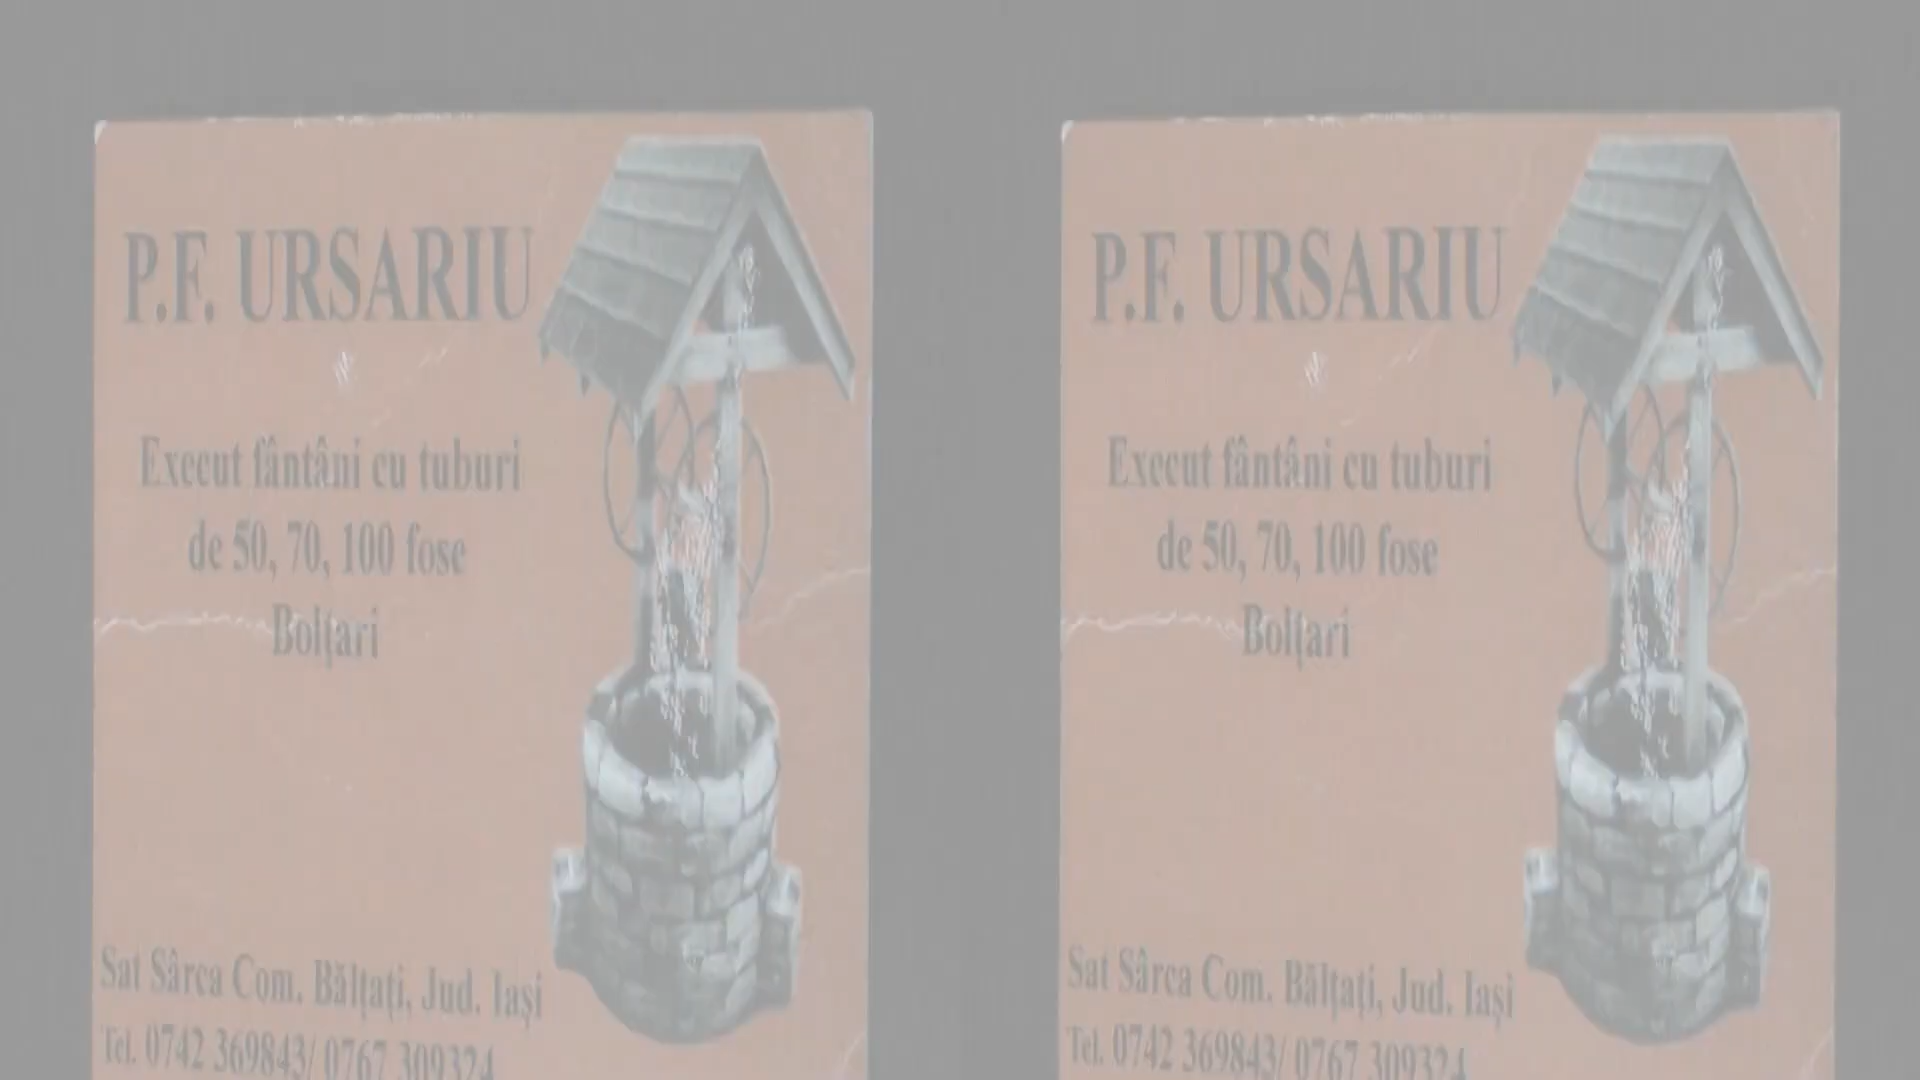 P.F. URSARIU
Execut fântâni cu tuburi
de 50, 70, 100 fose
Bolțari
Sat Sârca Com. Bălțați, Jud. Iași
Tel. 0742 369843/ 0767 309324
P.F. URSARIU
Execut fântâni cu tuburi
de 50, 70, 100 fose
Bolțari
Sat Sârca Com. Bălțați, Jud. Iași
Tel. 0742 369843/ 0767 309324